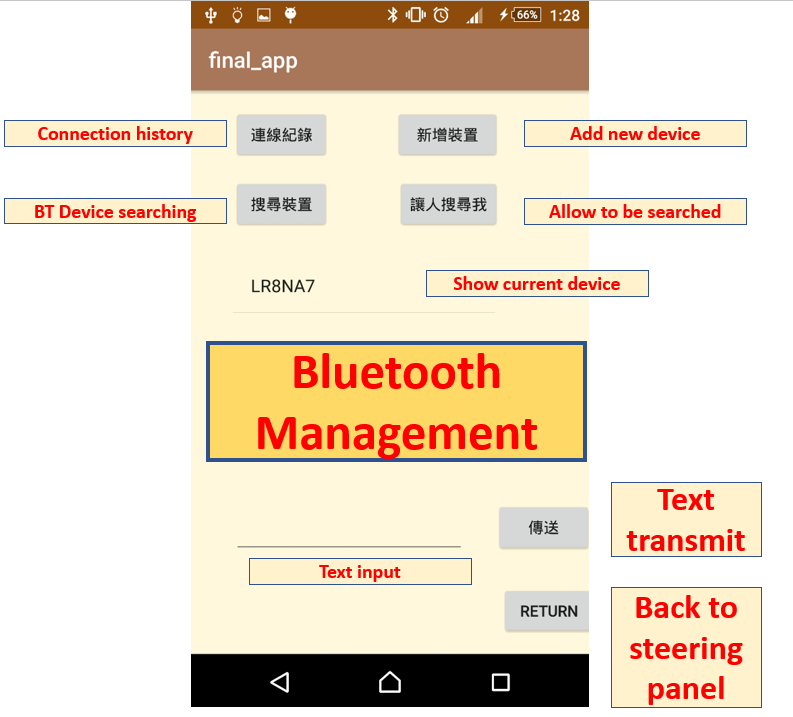 66% 1:28
final_app
Connection history 連線紀錄 新增裝置 Add new device
BT Device searching 搜尋裝置 讓人搜尋我 Allow to be searched
LR8NA7 Show current device
Bluetooth
Management
傳送
Text
transmit
Text input
RETURN
Back to
steering
panel